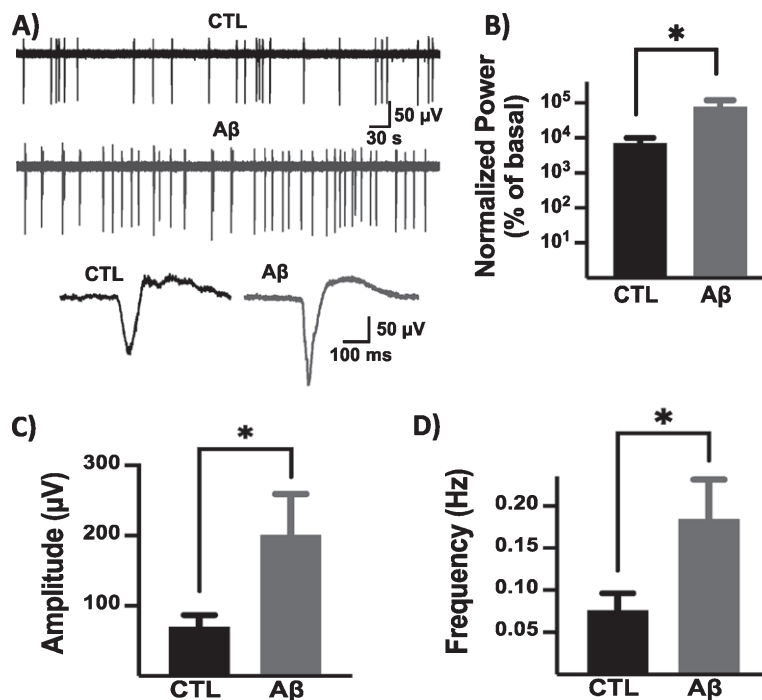 A)
CTL
50 µV
30 s
Aβ
CTL
Aβ
50 µV
100 ms
B)
*
Normalized Power
(% of basal)
10⁵
10⁴
10³
10²
10¹
CTL
Aβ
C)
*
Amplitude (µV)
300
200
100
CTL
Aβ
D)
*
Frequency (Hz)
0.20
0.15
0.10
0.05
CTL
Aβ